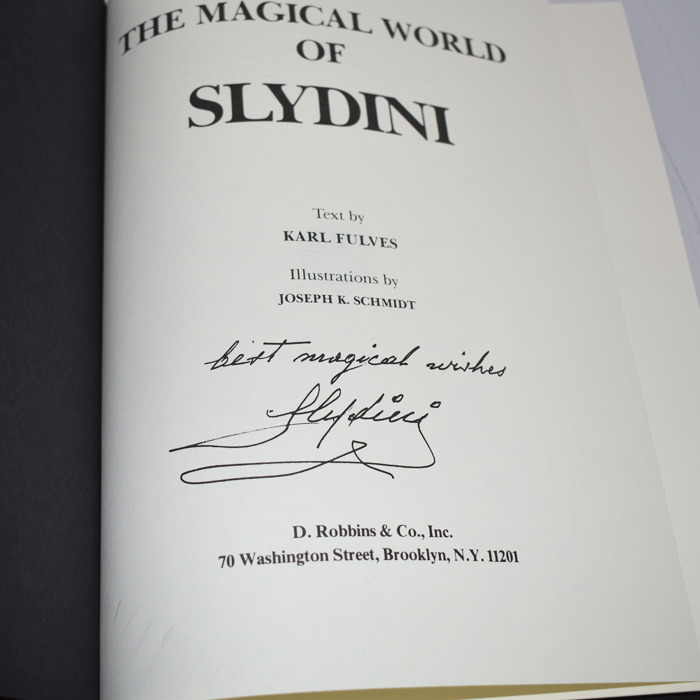 THE MAGICAL WORLD
OF
SLYDINI
Text by
KARL FULVES
Illustrations by
JOSEPH K. SCHMIDT
best magical wishes
Slydini
D. Robbins & Co., Inc.
70 Washington Street, Brooklyn, N.Y. 11201